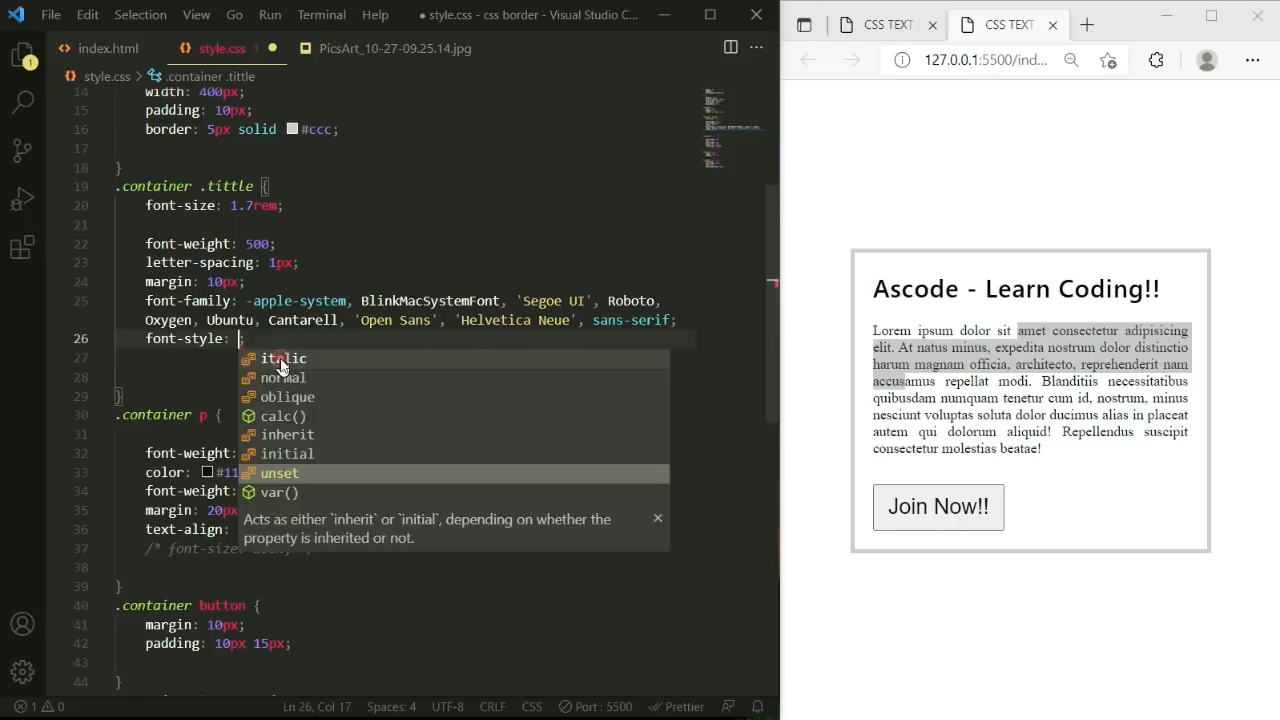 File Edit Selection View Go Run Terminal Help ● style.css - css border - Visual Studio C...
index.html style.css 1 PicsArt_10-27-09.25.14.jpg
style.css > .container .tittle
14 width: 400px;
15 padding: 10px;
16 border: 5px solid #ccc;
17
18 }
19 .container .tittle {
20 font-size: 1.7rem;
21
22 font-weight: 500;
23 letter-spacing: 1px;
24 margin: 10px;
25 font-family: -apple-system, BlinkMacSystemFont, 'Segoe UI', Roboto,
Oxygen, Ubuntu, Cantarell, 'Open Sans', 'Helvetica Neue', sans-serif;
26 font-style: ;
27 italic
28 normal
29 } oblique
30 .container p { calc()
31 inherit
32 font-weight: initial
33 color: #11 unset
34 font-weight: var()
35 margin: 20px Acts as either `inherit` or `initial`, depending on whether the
36 text-align: property is inherited or not.
37 /* font-size:
38
39 }
40 .container button {
41 margin: 10px;
42 padding: 10px 15px;
43
44 }
1 0 Ln 26, Col 17 Spaces: 4 UTF-8 CRLF CSS Port : 5500 Prettier
1
CSS TEXT CSS TEXT
127.0.0.1:5500/ind...
Ascode - Learn Coding!!
Lorem ipsum dolor sit amet consectetur adipisicing
elit. At natus minus, expedita nostrum dolor distinctio
harum magnam officia, architecto, reprehenderit nam
accusamus repellat modi. Blanditiis necessitatibus
quibusdam numquam tenetur cum id, nostrum, minus
nesciunt voluptas soluta dolor ducimus alias in placeat
autem qui dolorum aliquid! Repellendus suscipit
consectetur molestias beatae!
Join Now!!